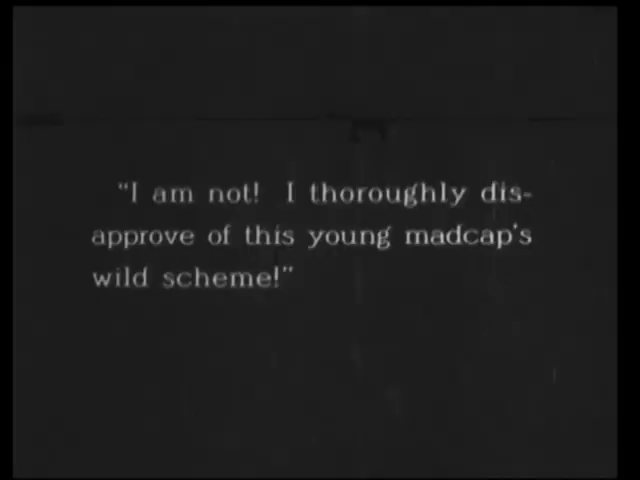 "I am not! I thoroughly dis-
approve of this young madcap's
wild scheme!"